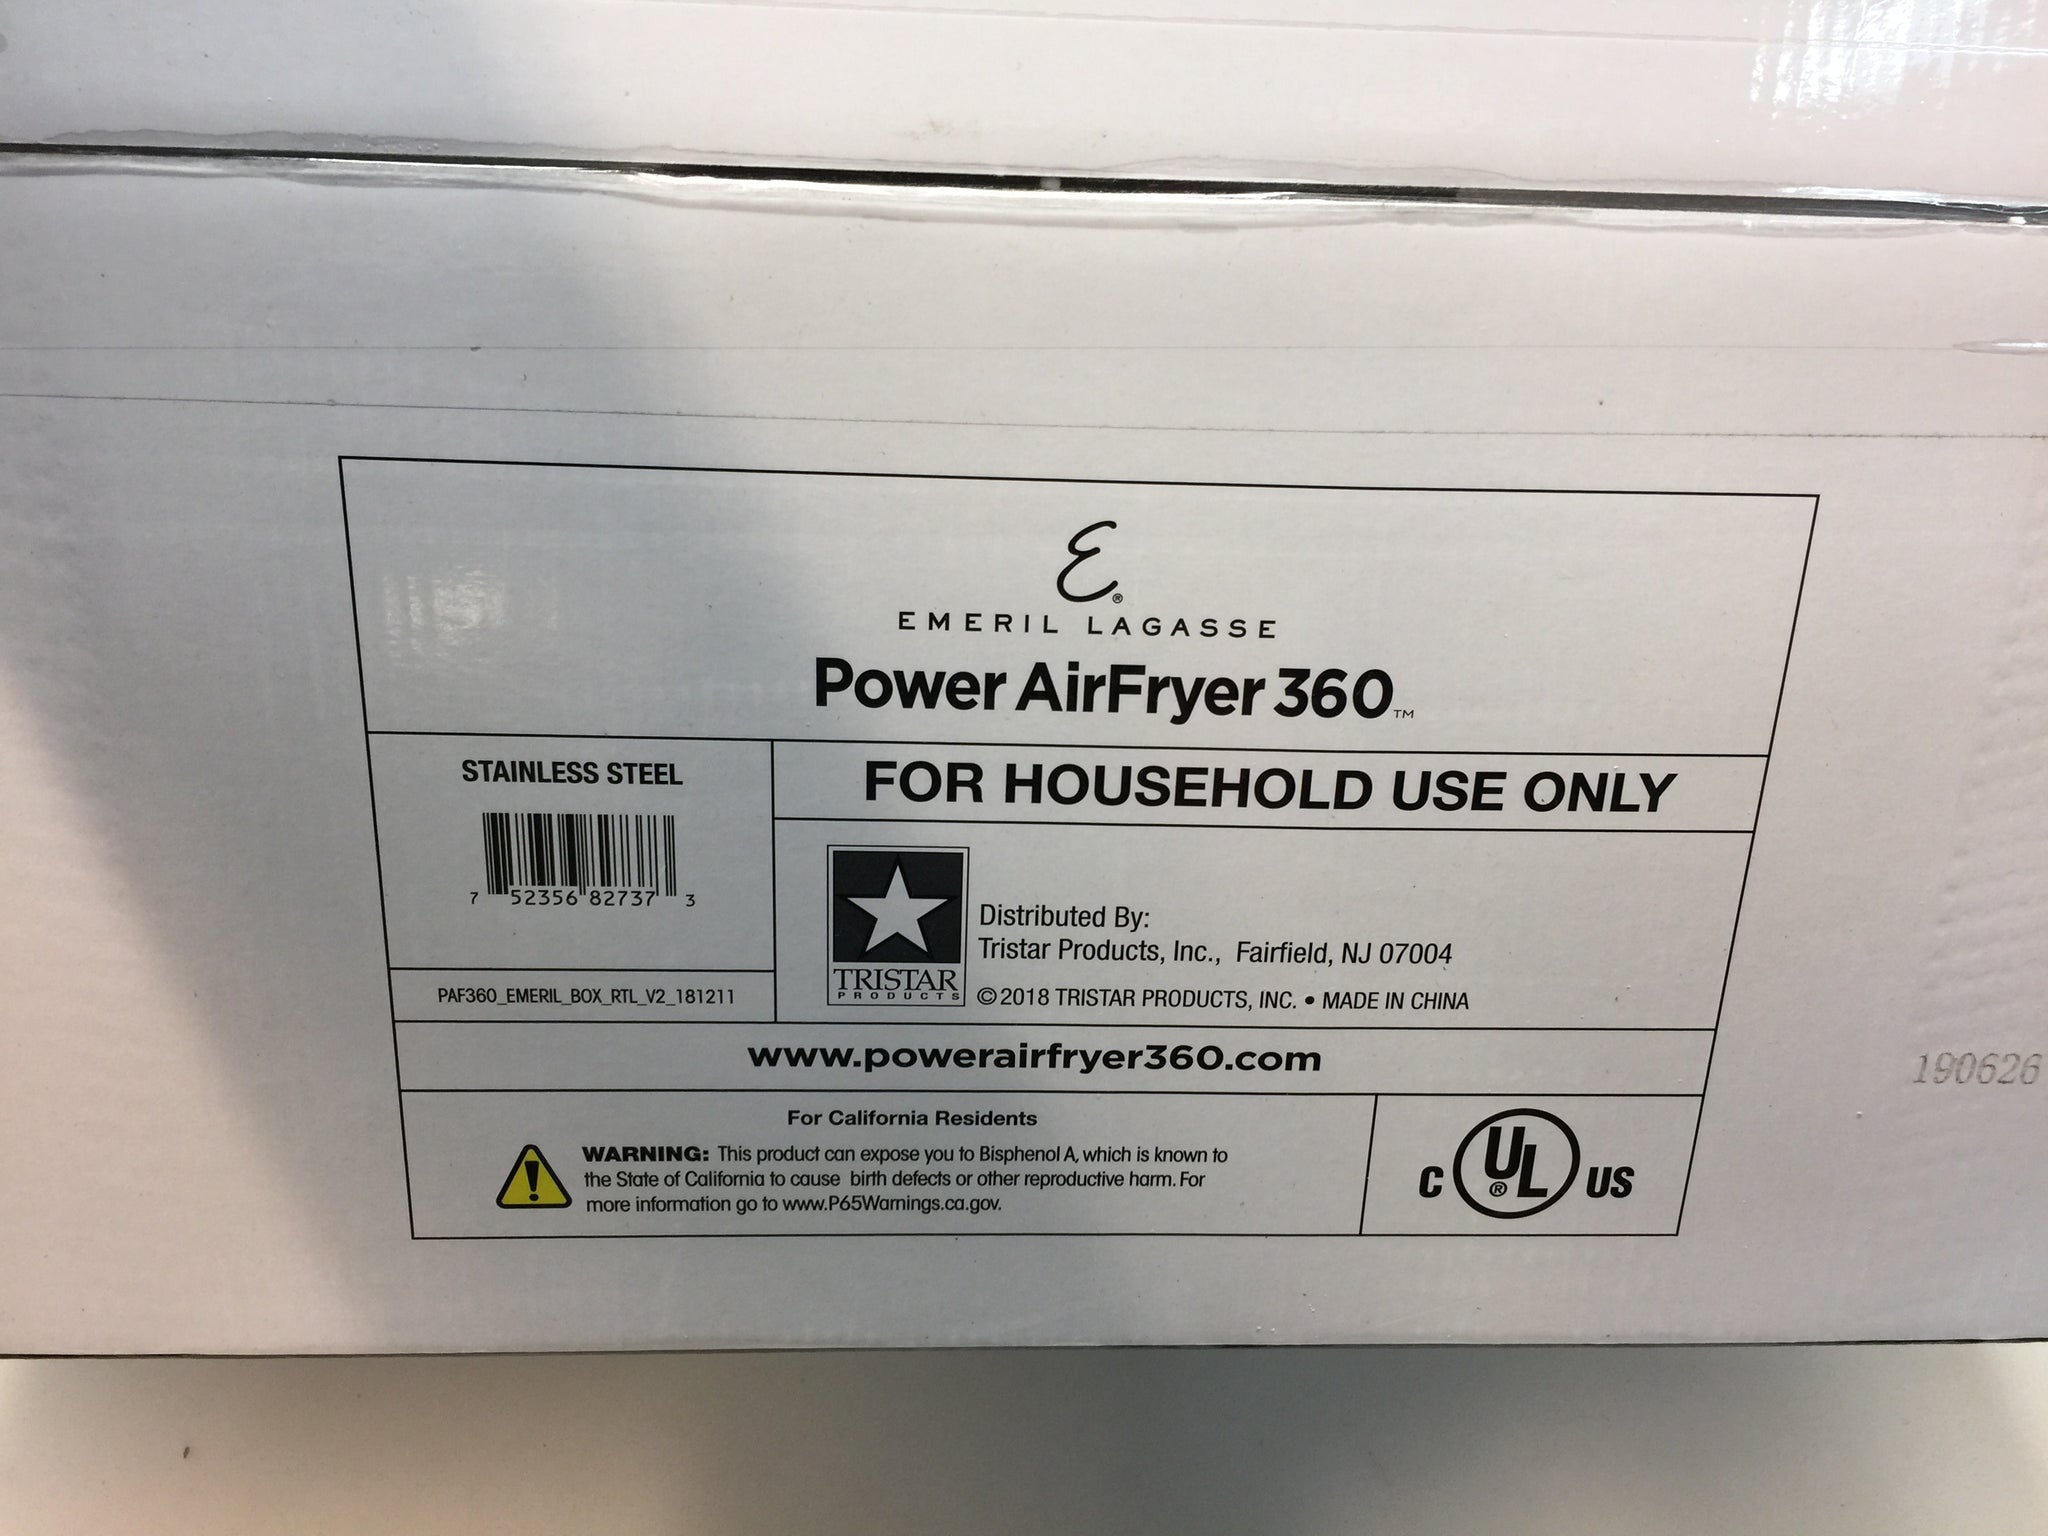 E®
EMERIL LAGASSE
Power AirFryer 360™
STAINLESS STEEL
7 52356 82737 3
PAF360_EMERIL_BOX_RTL_V2_181211
FOR HOUSEHOLD USE ONLY
TRISTAR
PRODUCTS
Distributed By:
Tristar Products, Inc., Fairfield, NJ 07004
©2018 TRISTAR PRODUCTS, INC. • MADE IN CHINA
www.powerairfryer360.com
190626
For California Residents
WARNING: This product can expose you to Bisphenol A, which is known to
the State of California to cause birth defects or other reproductive harm. For
more information go to www.P65Warnings.ca.gov.
C UL® US